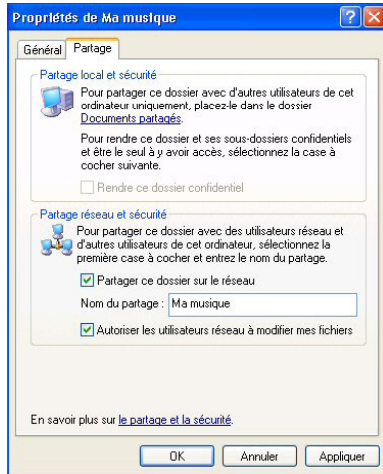 Propriétés de Ma musique
Général
Partage
Partage local et sécurité
Pour partager ce dossier avec d'autres utilisateurs de cet
ordinateur uniquement, placez-le dans le dossier
Documents partagés.
Pour rendre ce dossier et ses sous-dossiers confidentiels
et être le seul à y avoir accès, sélectionnez la case à
cocher suivante.
Rendre ce dossier confidentiel
Partage réseau et sécurité
Pour partager ce dossier avec des utilisateurs réseau et
d'autres utilisateurs de cet ordinateur, sélectionnez la
première case à cocher et entrez le nom du partage.
Partager ce dossier sur le réseau
Nom du partage : Ma musique
Autoriser les utilisateurs réseau à modifier mes fichiers
En savoir plus sur le partage et la sécurité.
OK
Annuler
Appliquer